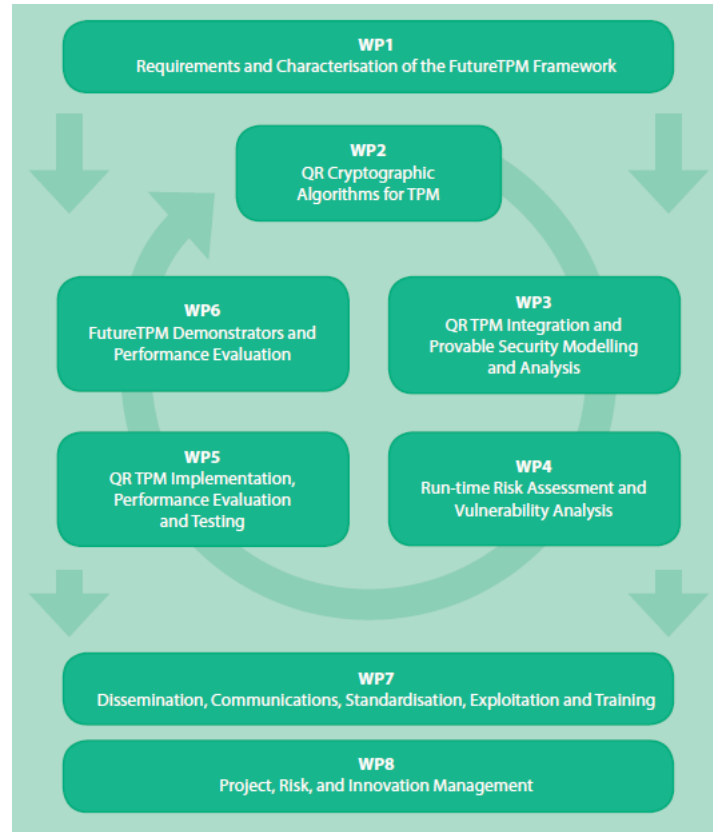 WP1
Requirements and Characterisation of the FutureTPM Framework
WP2
QR Cryptographic
Algorithms for TPM
WP6
FutureTPM Demonstrators and
Performance Evaluation
WP3
QR TPM Integration and
Provable Security Modelling
and Analysis
WP5
QR TPM Implementation,
Performance Evaluation
and Testing
WP4
Run-time Risk Assessment and
Vulnerability Analysis
WP7
Dissemination, Communications, Standardisation, Exploitation and Training
WP8
Project, Risk, and Innovation Management